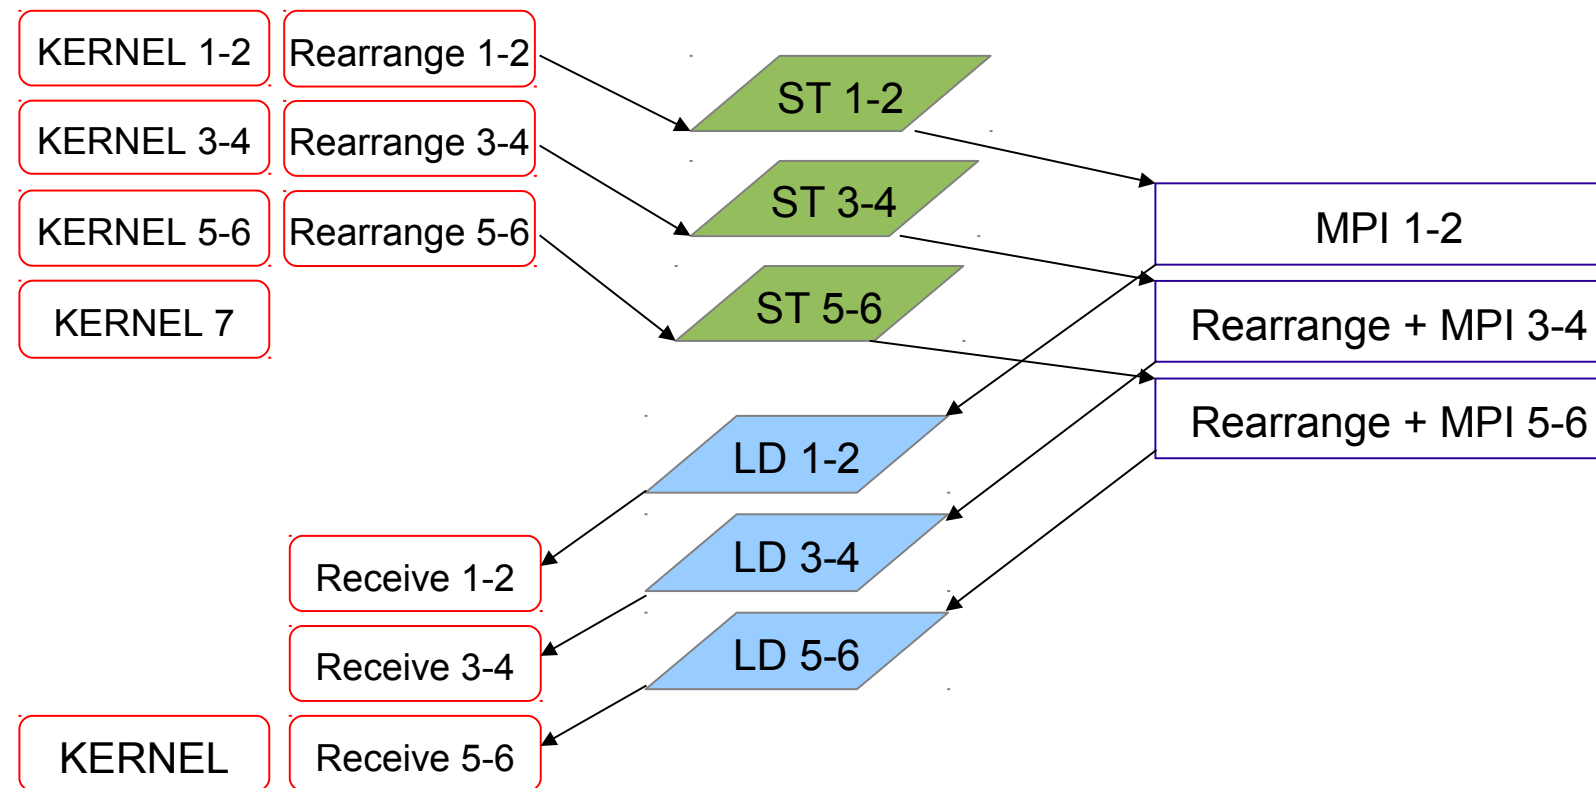 KERNEL 1-2
Rearrange 1-2
ST 1-2
KERNEL 3-4
Rearrange 3-4
ST 3-4
KERNEL 5-6
Rearrange 5-6
MPI 1-2
KERNEL 7
ST 5-6
Rearrange + MPI 3-4
Rearrange + MPI 5-6
LD 1-2
Receive 1-2
LD 3-4
Receive 3-4
LD 5-6
KERNEL
Receive 5-6